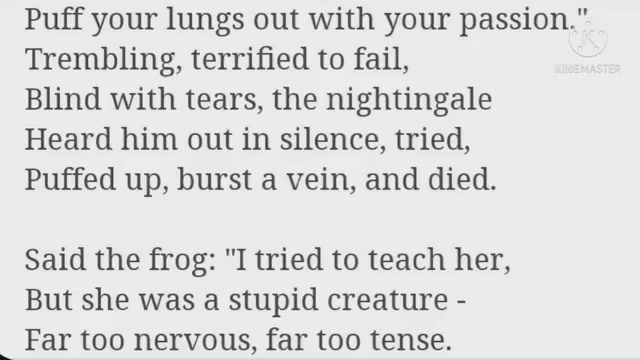 Puff your lungs out with your passion."
Trembling, terrified to fail,
Blind with tears, the nightingale
Heard him out in silence, tried,
Puffed up, burst a vein, and died.
Said the frog: "I tried to teach her,
But she was a stupid creature -
Far too nervous, far too tense.
KINEMASTER